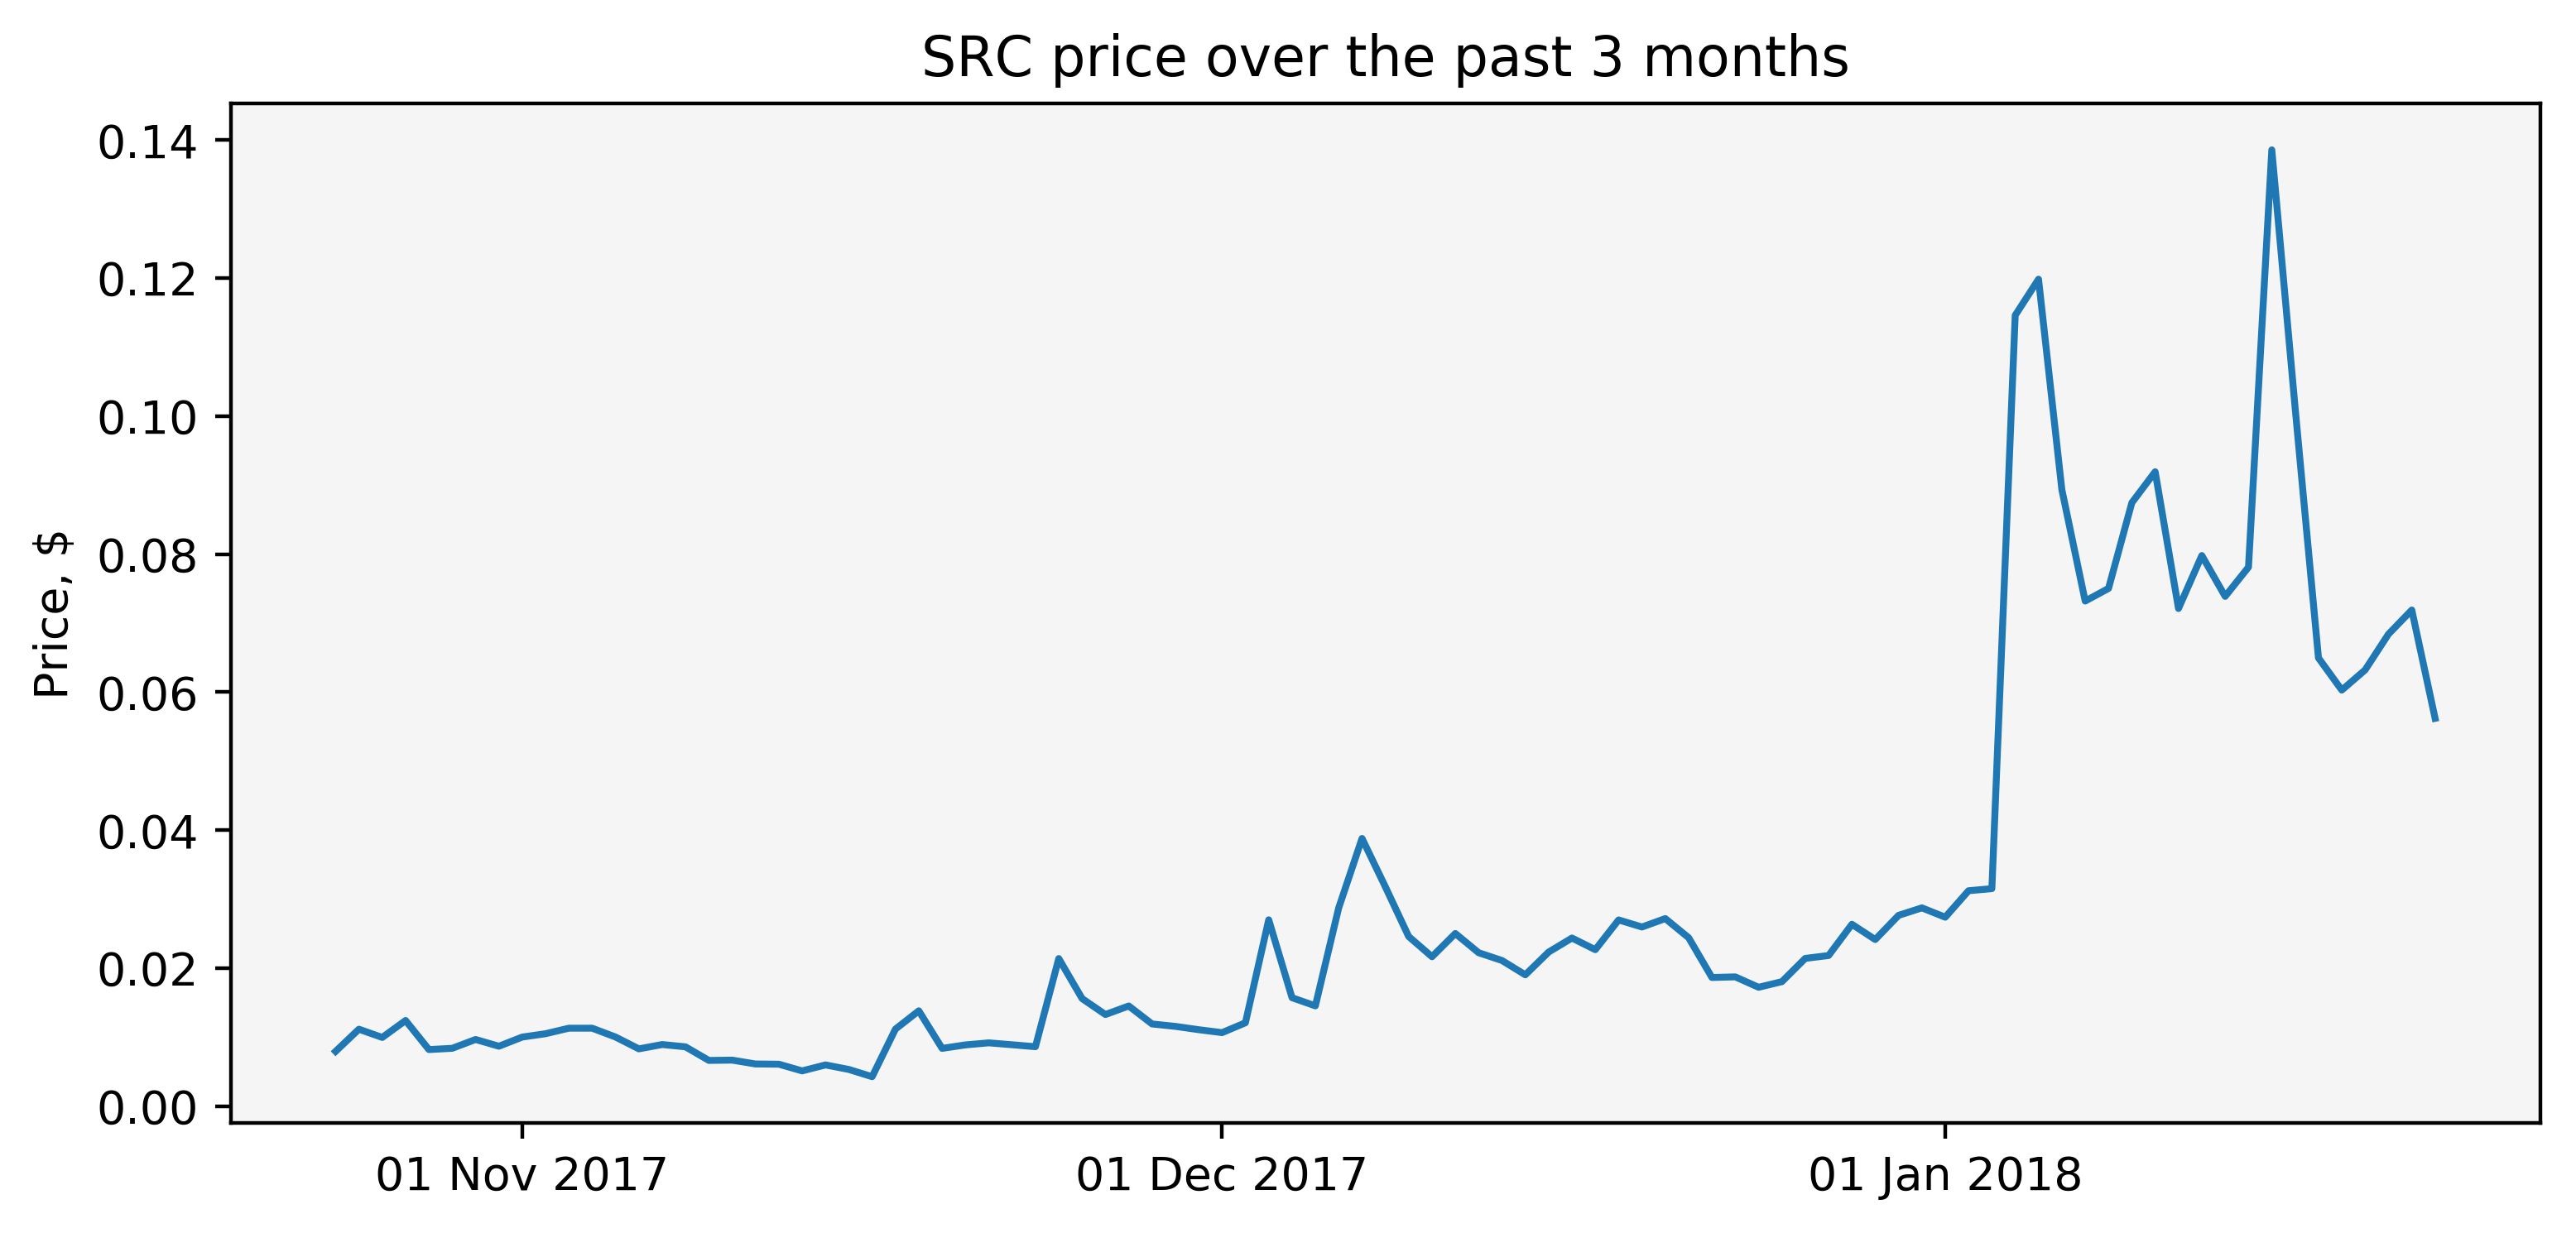 SRC price over the past 3 months
Price, $
0.14
0.12
0.10
0.08
0.06
0.04
0.02
0.00
01 Nov 2017
01 Dec 2017
01 Jan 2018